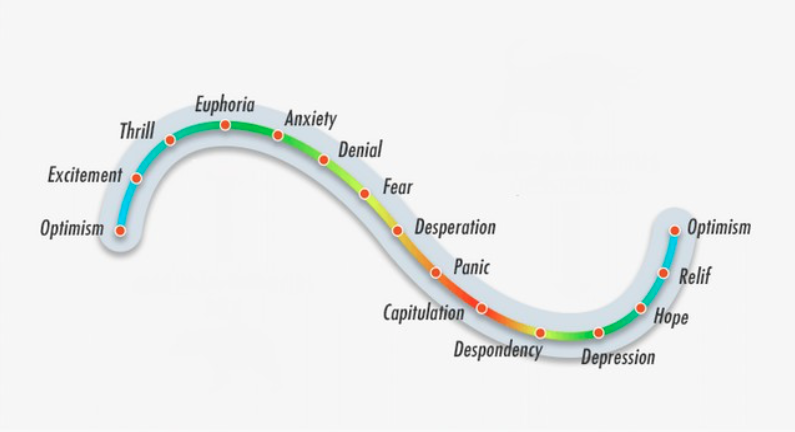 Optimism
Excitement
Thrill
Euphoria
Anxiety
Denial
Fear
Desperation
Panic
Capitulation
Despondency
Depression
Hope
Relif
Optimism